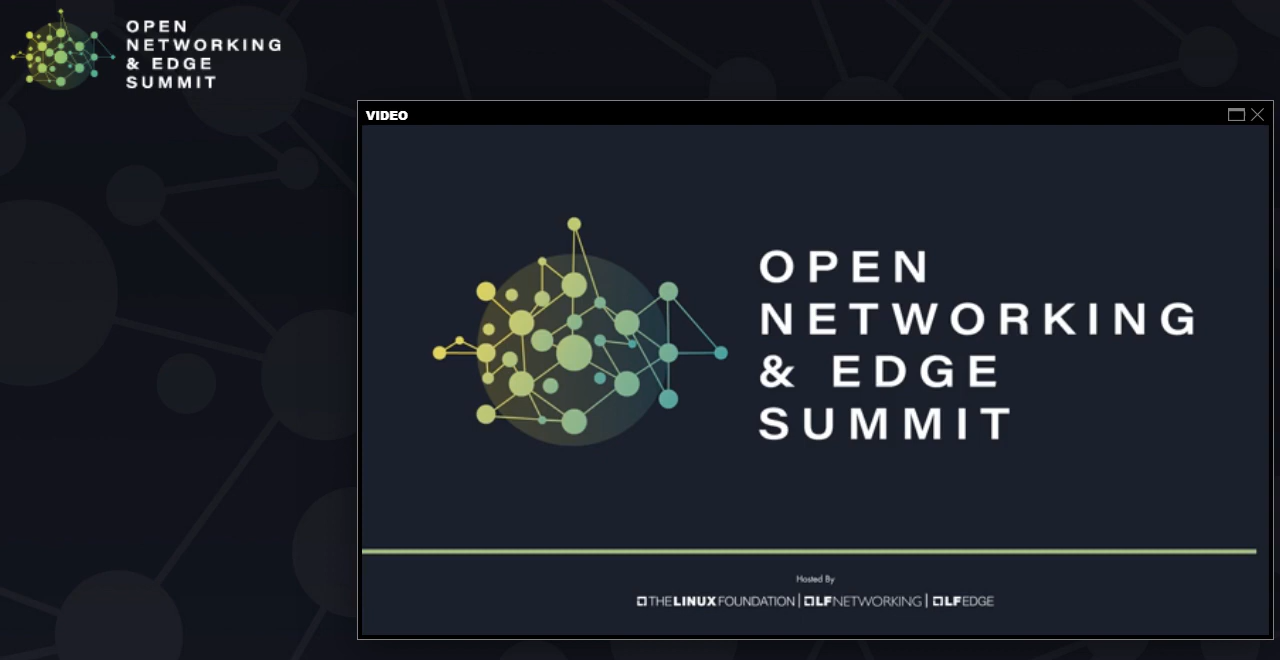 OPEN
NETWORKING
& EDGE
SUMMIT
VIDEO
OPEN
NETWORKING
& EDGE
SUMMIT
Hosted By
THE LINUX FOUNDATION | LF NETWORKING | LF EDGE